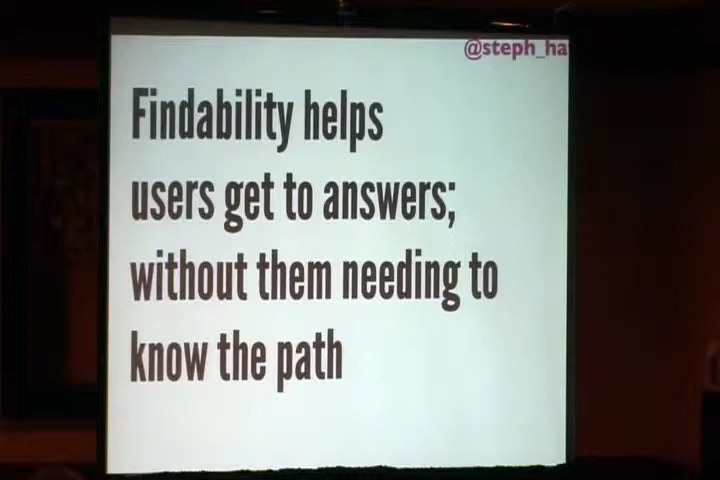 @steph_ha
Findability helps
users get to answers;
without them needing to
know the path